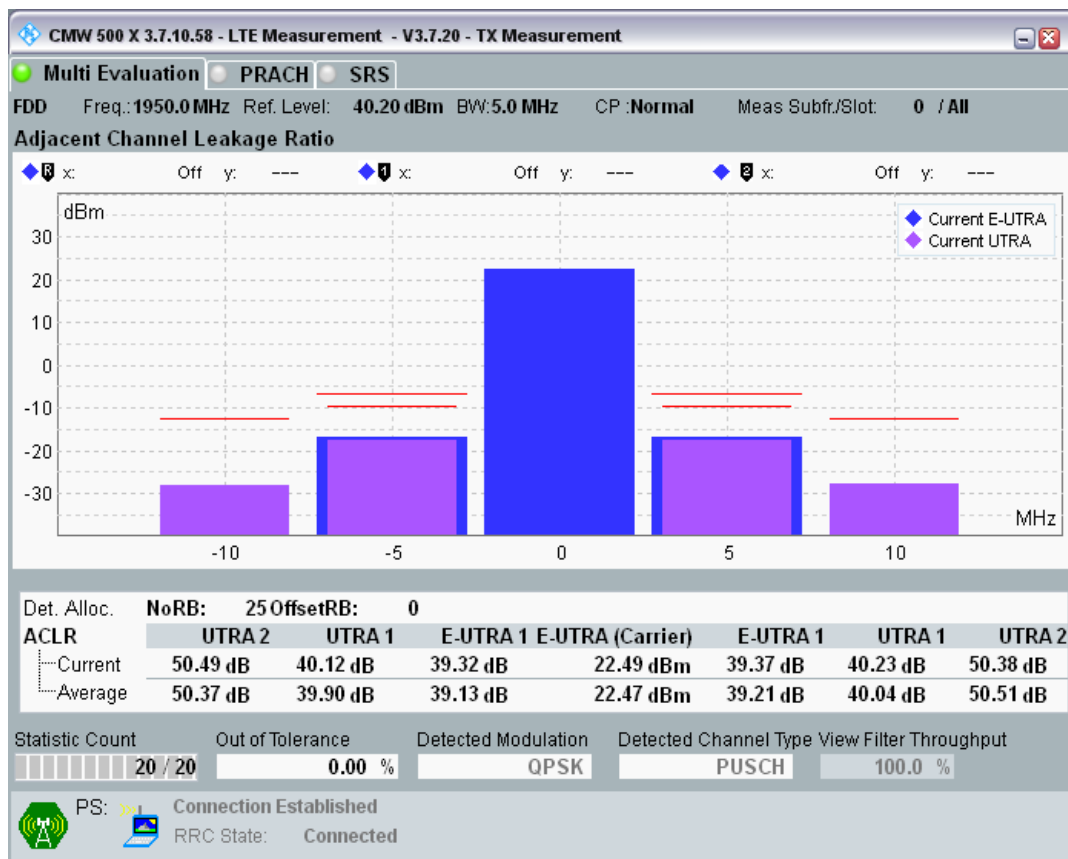 CMW 500 X 3.7.10.58 - LTE Measurement - V3.7.20 - TX Measurement
Multi Evaluation PRACH SRS
FDD Freq.: 1950.0 MHz Ref. Level: 40.20 dBm BW: 5.0 MHz CP : Normal Meas Subfr./Slot: 0 / All
Adjacent Channel Leakage Ratio
R x: Off y: --- 1 x: Off y: --- 2 x: Off y: ---
dBm
Current E-UTRA
Current UTRA
30
20
10
0
-10
-20
-30
MHz
-10 -5 0 5 10
Det. Alloc. NoRB: 25 OffsetRB: 0
ACLR UTRA 2 UTRA 1 E-UTRA 1 E-UTRA (Carrier) E-UTRA 1 UTRA 1 UTRA 2
Current 50.49 dB 40.12 dB 39.32 dB 22.49 dBm 39.37 dB 40.23 dB 50.38 dB
Average 50.37 dB 39.90 dB 39.13 dB 22.47 dBm 39.21 dB 40.04 dB 50.51 dB
Statistic Count Out of Tolerance Detected Modulation Detected Channel Type View Filter Throughput
20 / 20 0.00 % QPSK PUSCH 100.0 %
PS: Connection Established
RRC State: Connected